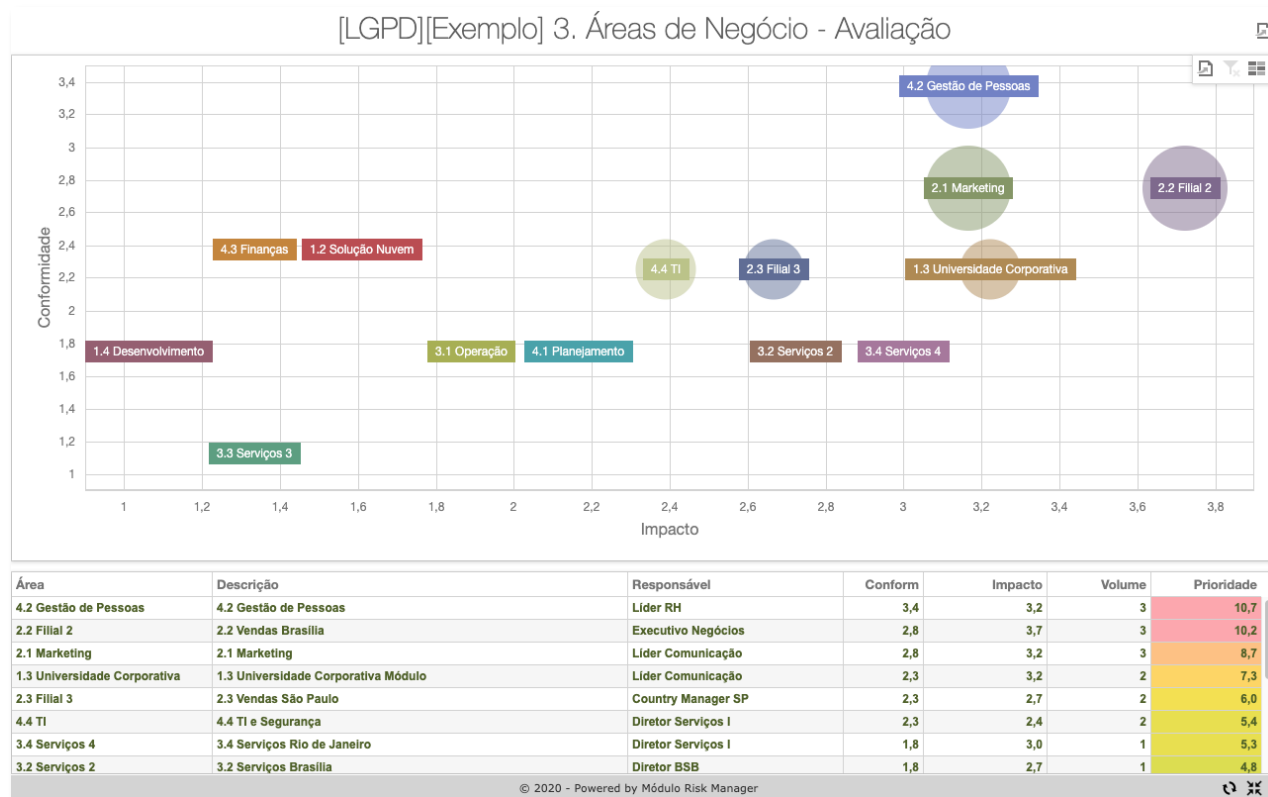 [LGPD][Exemplo] 3. Áreas de Negócio - Avaliação
3,4
3,2
3
2,8
2,6
2,4
2,2
2
1,8
1,6
1,4
1,2
1
Conformidade
4.2 Gestão de Pessoas
2.1 Marketing
2.2 Filial 2
4.3 Finanças
1.2 Solução Nuvem
4.4 TI
2.3 Filial 3
1.3 Universidade Corporativa
1.4 Desenvolvimento
3.1 Operação
4.1 Planejamento
3.2 Serviços 2
3.4 Serviços 4
3.3 Serviços 3
1 1,2 1,4 1,6 1,8 2 2,2 2,4 2,6 2,8 3 3,2 3,4 3,6 3,8
Impacto
Área Descrição Responsável Conform Impacto Volume Prioridade
4.2 Gestão de Pessoas 4.2 Gestão de Pessoas Líder RH 3,4 3,2 3 10,7
2.2 Filial 2 2.2 Vendas Brasília Executivo Negócios 2,8 3,7 3 10,2
2.1 Marketing 2.1 Marketing Líder Comunicação 2,8 3,2 3 8,7
1.3 Universidade Corporativa 1.3 Universidade Corporativa Módulo Líder Comunicação 2,3 3,2 2 7,3
2.3 Filial 3 2.3 Vendas São Paulo Country Manager SP 2,3 2,7 2 6,0
4.4 TI 4.4 TI e Segurança Diretor Serviços I 2,3 2,4 2 5,4
3.4 Serviços 4 3.4 Serviços Rio de Janeiro Diretor Serviços I 1,8 3,0 1 5,3
3.2 Serviços 2 3.2 Serviços Brasília Diretor BSB 1,8 2,7 1 4,8
© 2020 - Powered by Módulo Risk Manager